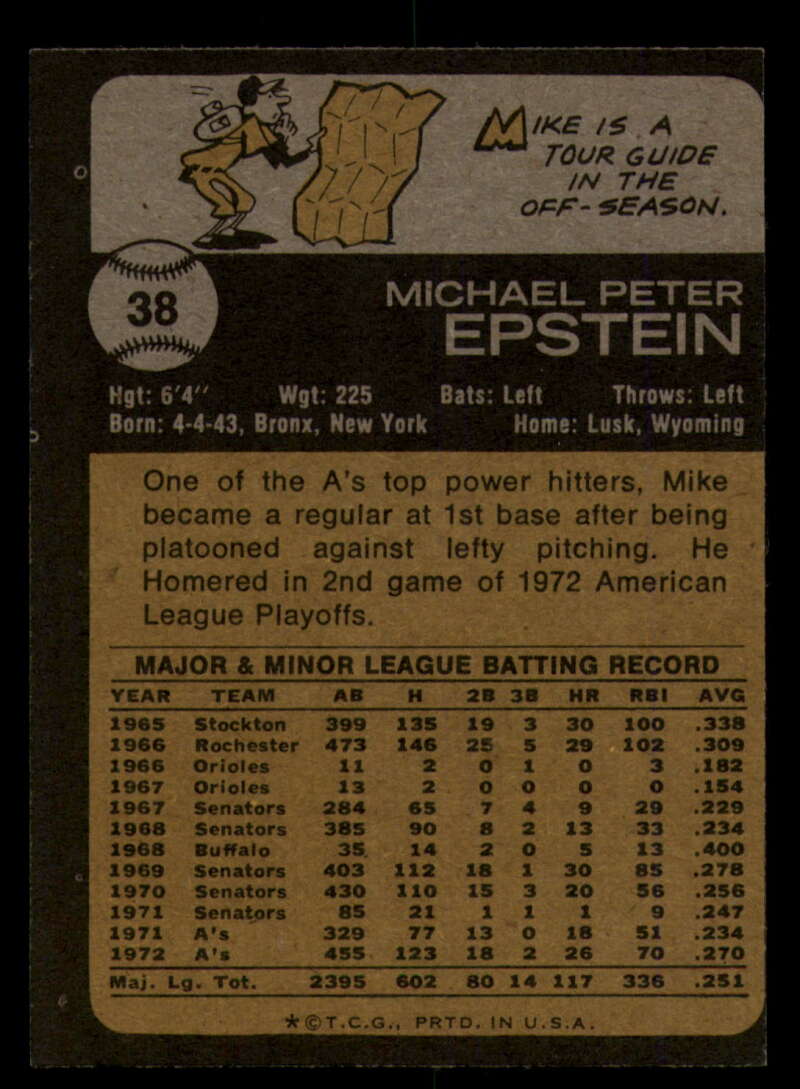 MIKE IS A
TOUR GUIDE
IN THE
OFF-SEASON.
38
MICHAEL PETER
EPSTEIN
Hgt: 6'4" Wgt: 225 Bats: Left Throws: Left
Born: 4-4-43, Bronx, New York Home: Lusk, Wyoming
One of the A's top power hitters, Mike
became a regular at 1st base after being
platooned against lefty pitching. He
Homered in 2nd game of 1972 American
League Playoffs.
MAJOR & MINOR LEAGUE BATTING RECORD
YEAR TEAM AB H 2B 3B HR RBI AVG
1965 Stockton 399 135 19 3 30 100 .338
1966 Rochester 473 146 25 5 29 102 .309
1966 Orioles 11 2 0 1 0 3 .182
1967 Orioles 13 2 0 0 0 0 .154
1967 Senators 284 65 7 4 9 29 .229
1968 Senators 385 90 8 2 13 33 .234
1968 Buffalo 35 14 2 0 5 13 .400
1969 Senators 403 112 18 1 30 85 .278
1970 Senators 430 110 15 3 20 56 .256
1971 Senators 85 21 1 1 1 9 .247
1971 A's 329 77 13 0 18 51 .234
1972 A's 455 123 18 2 26 70 .270
Maj. Lg. Tot. 2395 602 80 14 117 336 .251
*©T.C.G., PRTD. IN U.S.A.